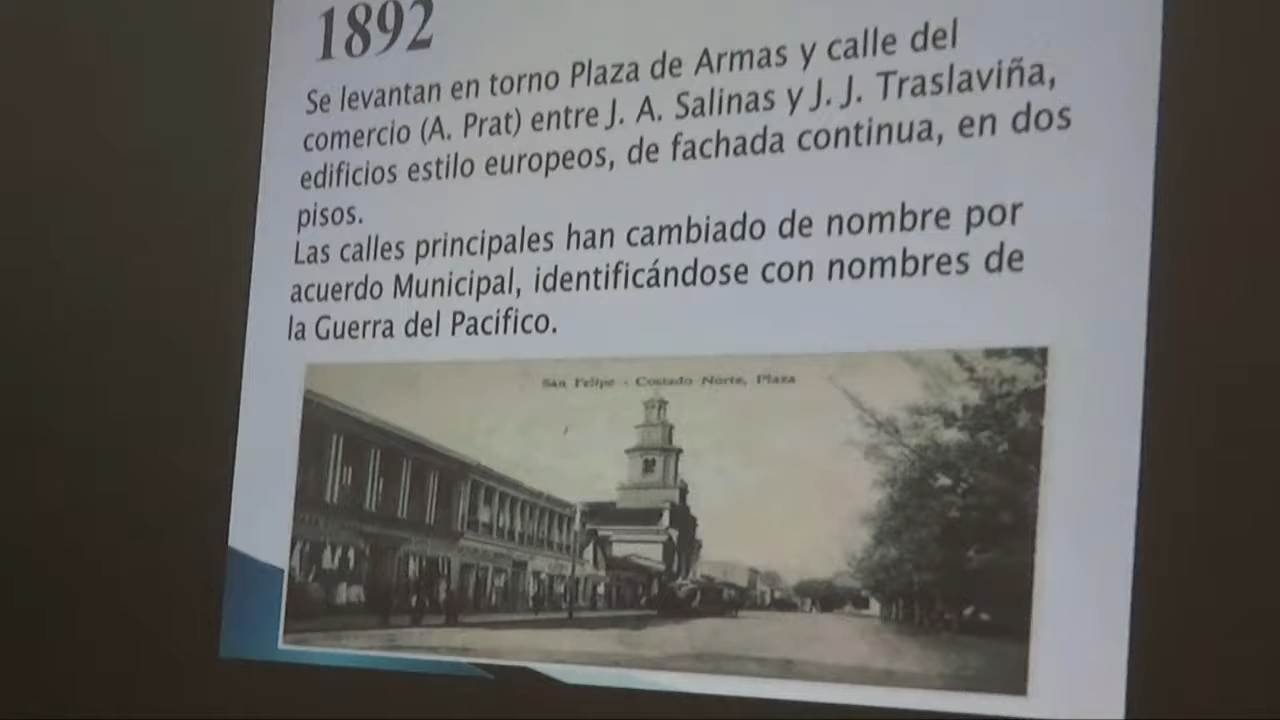 1892
Se levantan en torno Plaza de Armas y calle del
comercio (A. Prat) entre J. A. Salinas y J. J. Traslaviña,
edificios estilo europeos, de fachada continua, en dos
pisos.
Las calles principales han cambiado de nombre por
acuerdo Municipal, identificándose con nombres de
la Guerra del Pacifico.
San Felipe - Costado Norte, Plaza